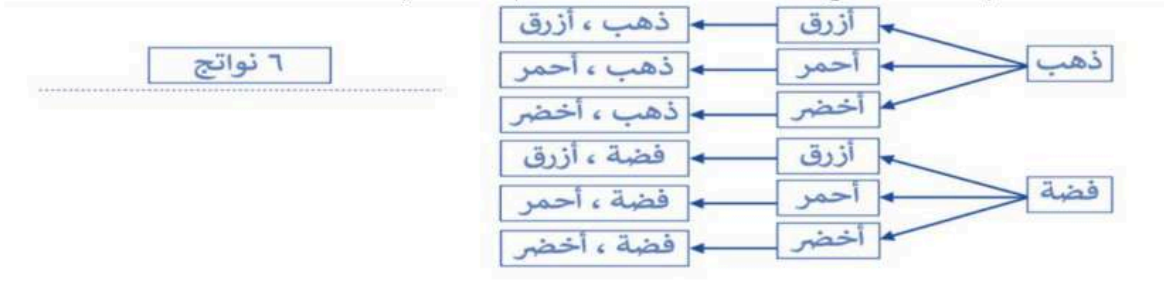 أزرق
ذهب ، أزرق
ذهب
أحمر
ذهب ، أحمر
أخضر
ذهب ، أخضر
أزرق
فضة ، أزرق
فضة
أحمر
فضة ، أحمر
أخضر
فضة ، أخضر
٦ نواتج